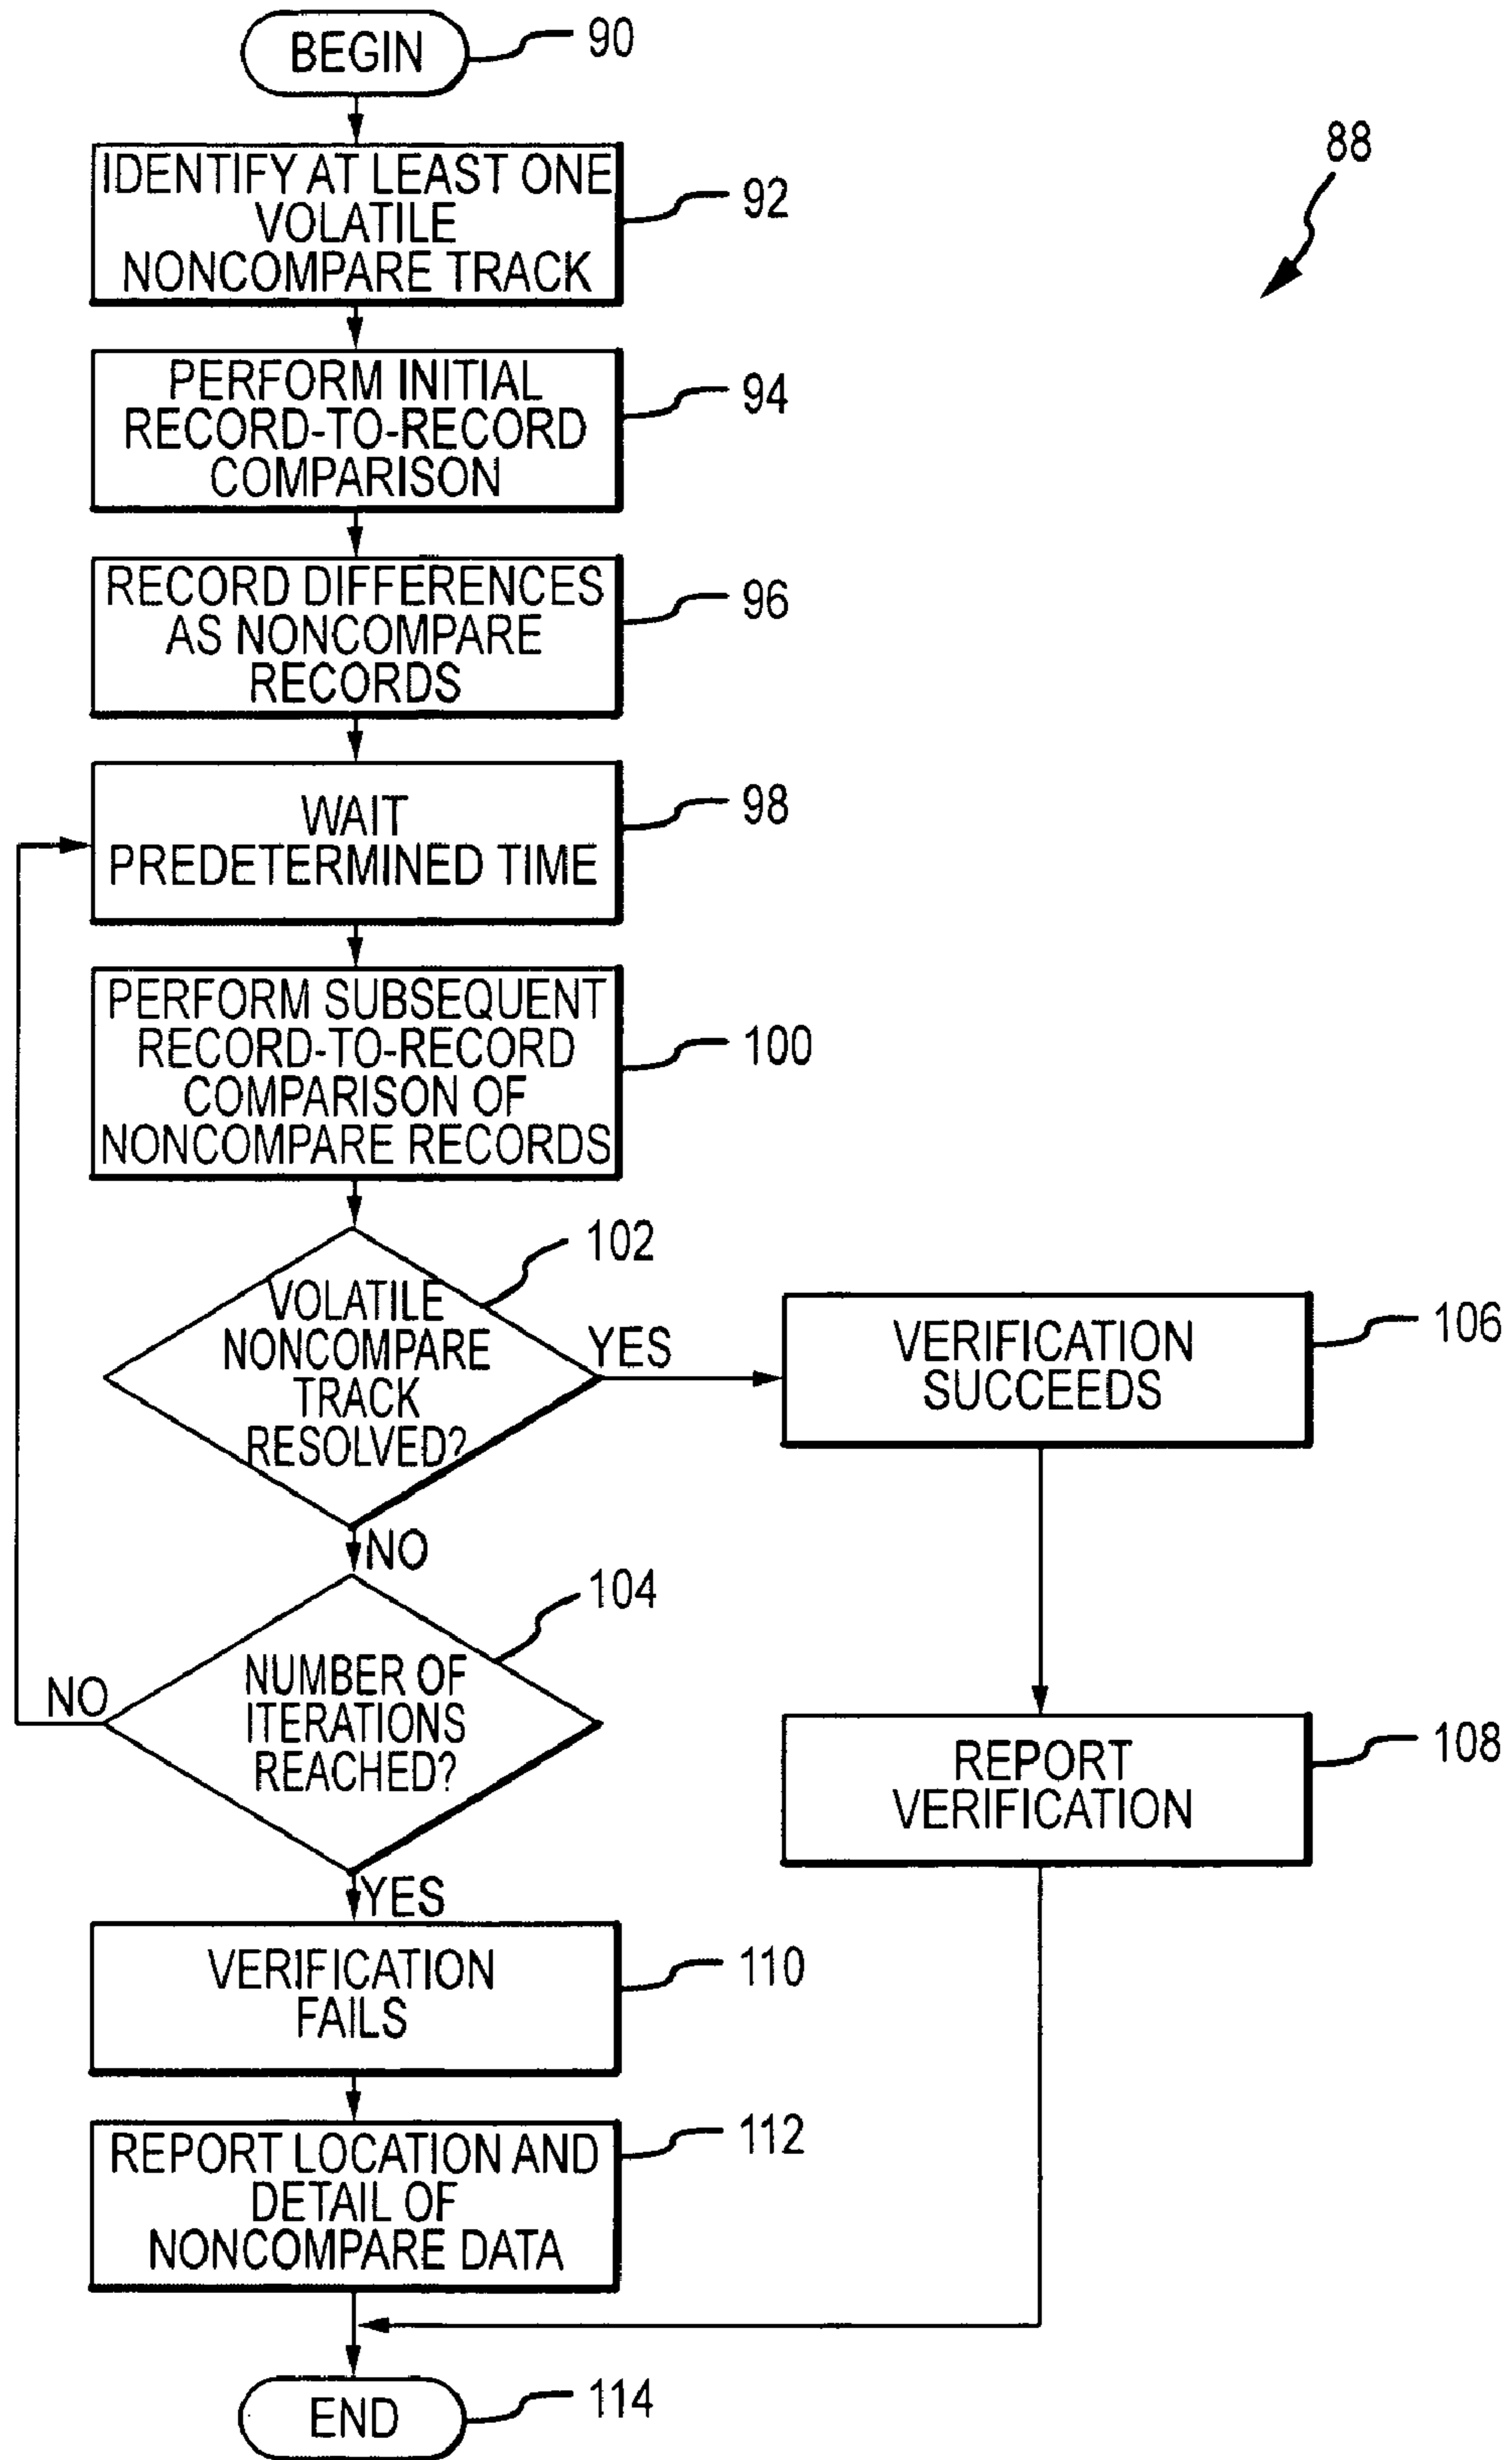 BEGIN
90
88
IDENTIFY AT LEAST ONE
VOLATILE
NONCOMPARE TRACK
92
PERFORM INITIAL
RECORD-TO-RECORD
COMPARISON
94
RECORD DIFFERENCES
AS NONCOMPARE
RECORDS
96
WAIT
PREDETERMINED TIME
98
PERFORM SUBSEQUENT
RECORD-TO-RECORD
COMPARISON OF
NONCOMPARE RECORDS
100
VOLATILE
NONCOMPARE
TRACK
RESOLVED?
102
YES
VERIFICATION
SUCCEEDS
106
NO
NUMBER OF
ITERATIONS
REACHED?
104
NO
REPORT
VERIFICATION
108
YES
VERIFICATION
FAILS
110
REPORT LOCATION AND
DETAIL OF
NONCOMPARE DATA
112
END
114